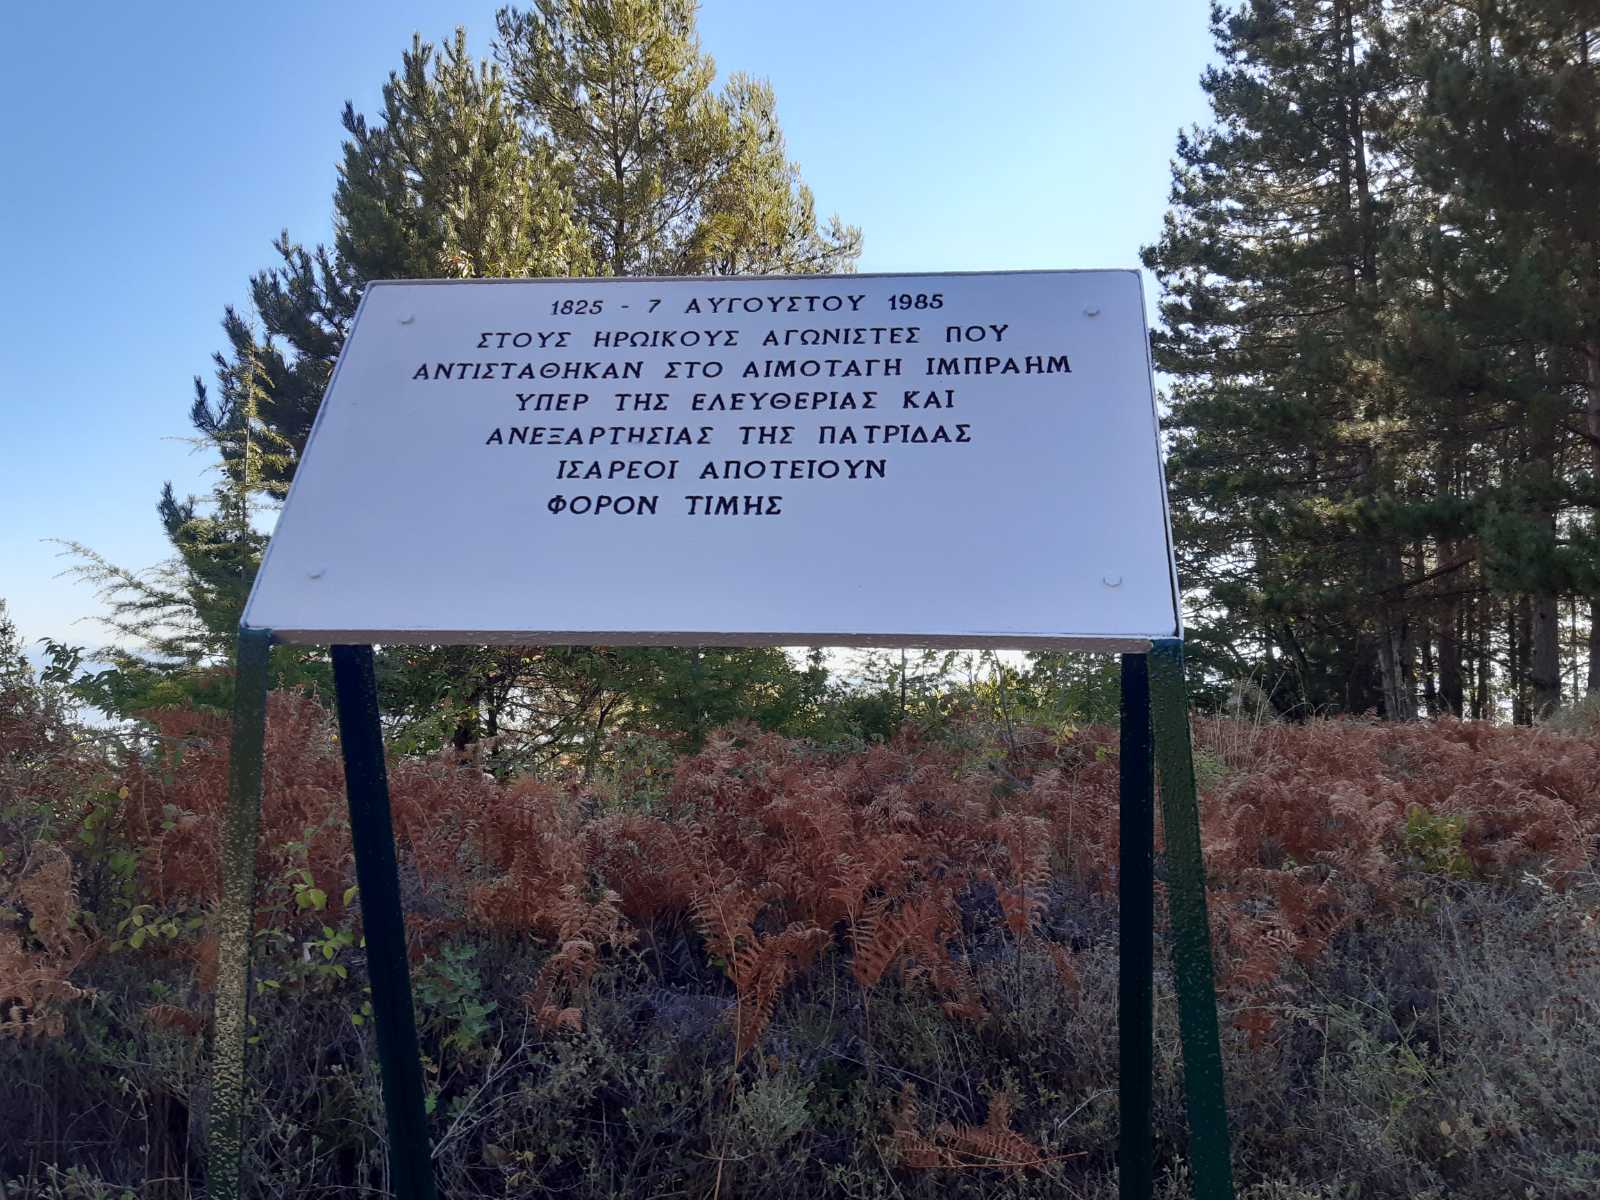 1825 - 7 ΑΥΓΟΥΣΤΟΥ 1985
ΣΤΟΥΣ ΗΡΩΙΚΟΥΣ ΑΓΩΝΙΣΤΕΣ ΠΟΥ
ΑΝΤΙΣΤΑΘΗΚΑΝ ΣΤΟ ΑΙΜΟΤΑΓΗ ΙΜΠΡΑΗΜ
ΥΠΕΡ ΤΗΣ ΕΛΕΥΘΕΡΙΑΣ ΚΑΙ
ΑΝΕΞΑΡΤΗΣΙΑΣ ΤΗΣ ΠΑΤΡΙΔΑΣ
ΙΣΑΡΕΟΙ ΑΠΟΤΕΙΟΥΝ
ΦΟΡΟΝ ΤΙΜΗΣ